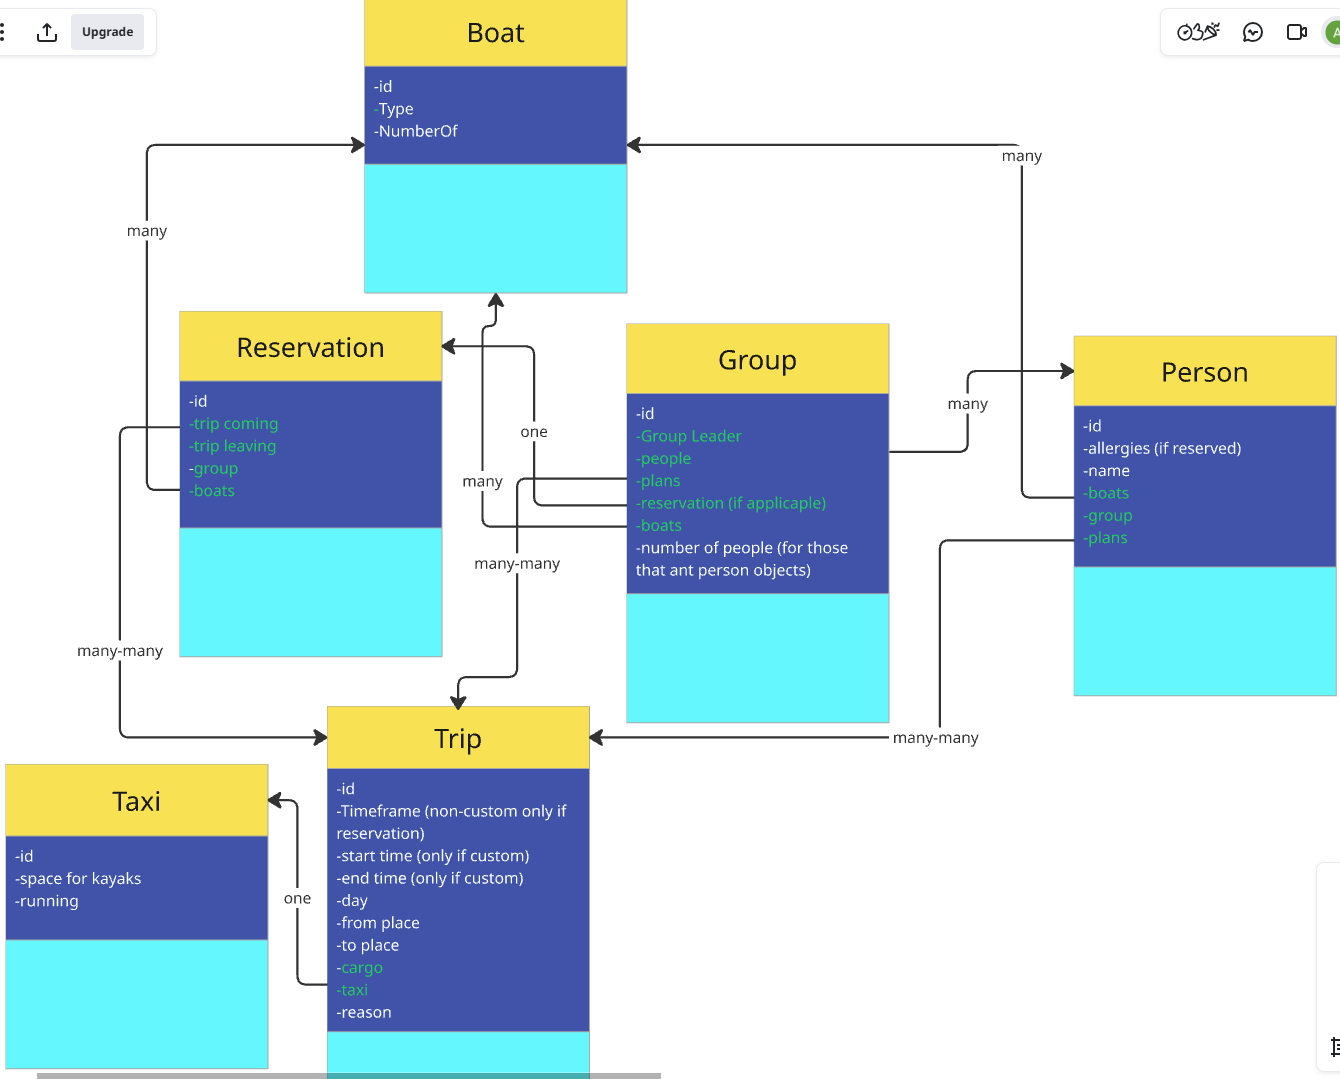 Upgrade
Boat
-id
-Type
-NumberOf
many
many
Reservation
-id
-trip coming
-trip leaving
-group
-boats
one
many
many-many
many-many
Group
-id
-Group Leader
-people
-plans
-reservation (if applicaple)
-boats
-number of people (for those
that ant person objects)
many
Person
-id
-allergies (if reserved)
-name
-boats
-group
-plans
many-many
Trip
-id
-Timeframe (non-custom only if
reservation)
-start time (only if custom)
-end time (only if custom)
-day
-from place
-to place
-cargo
-taxi
-reason
one
Taxi
-id
-space for kayaks
-running
A